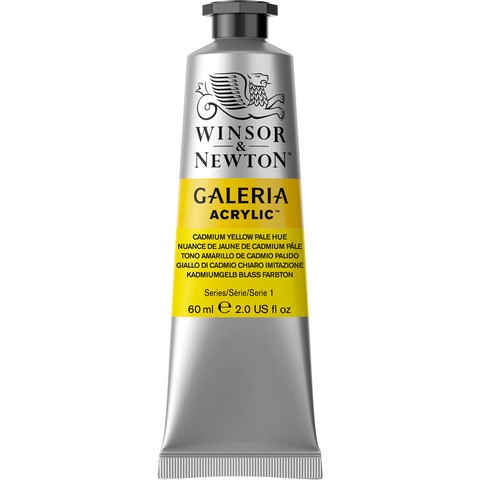 WINSOR
&
NEWTON™
GALERIA
ACRYLIC™
CADMIUM YELLOW PALE HUE
NUANCE DE JAUNE DE CADMIUM PÂLE
TONO AMARILLO DE CADMIO PALIDO
GIALLO DI CADMIO CHIARO IMITAZIONE
KADMIUMGELB BLASS FARBTON
Series/Série/Serie 1
60 ml ℮ 2.0 US fl oz